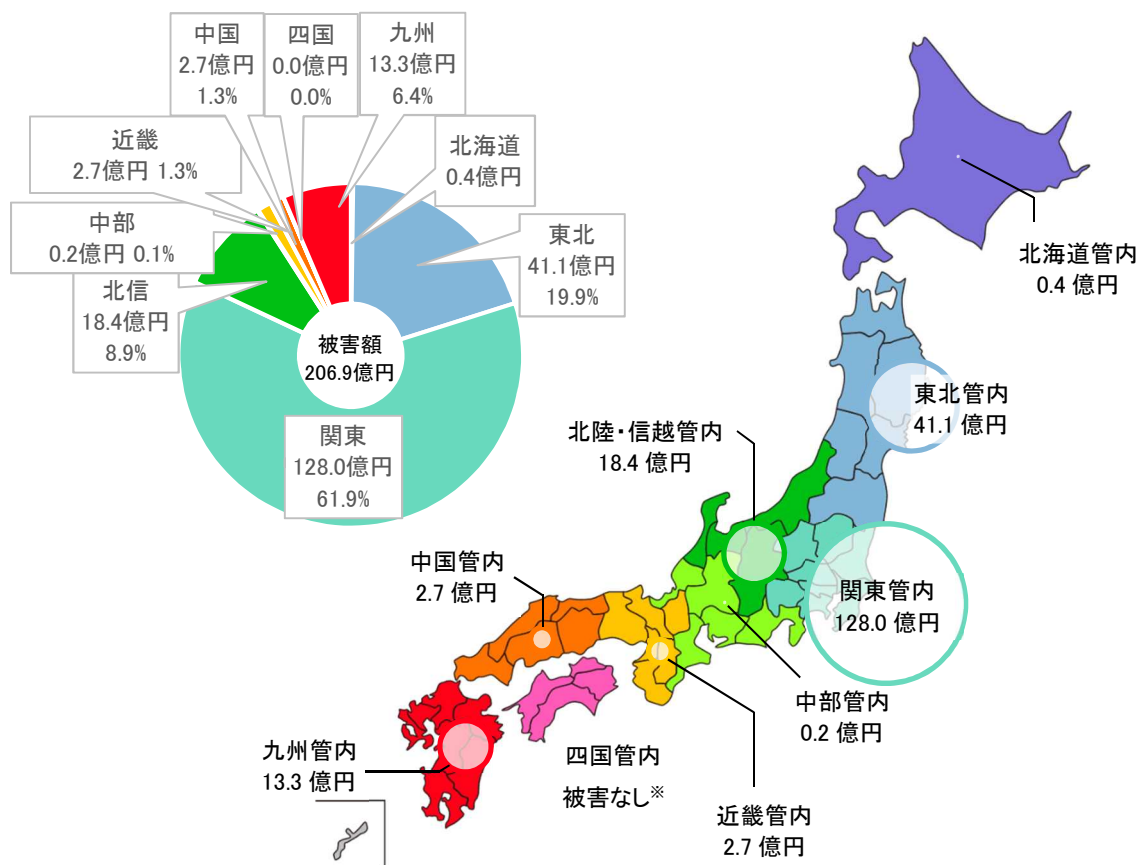 中国
2.7億円
1.3%
四国
0.0億円
0.0%
九州
13.3億円
6.4%
近畿
2.7億円 1.3%
北海道
0.4億円
中部
0.2億円 0.1%
東北
41.1億円
19.9%
北信
18.4億円
8.9%
被害額
206.9億円
関東
128.0億円
61.9%
北海道管内
0.4 億円
東北管内
41.1 億円
北陸・信越管内
18.4 億円
中国管内
2.7 億円
関東管内
128.0 億円
中部管内
0.2 億円
九州管内
13.3 億円
四国管内
被害なし※
近畿管内
2.7 億円